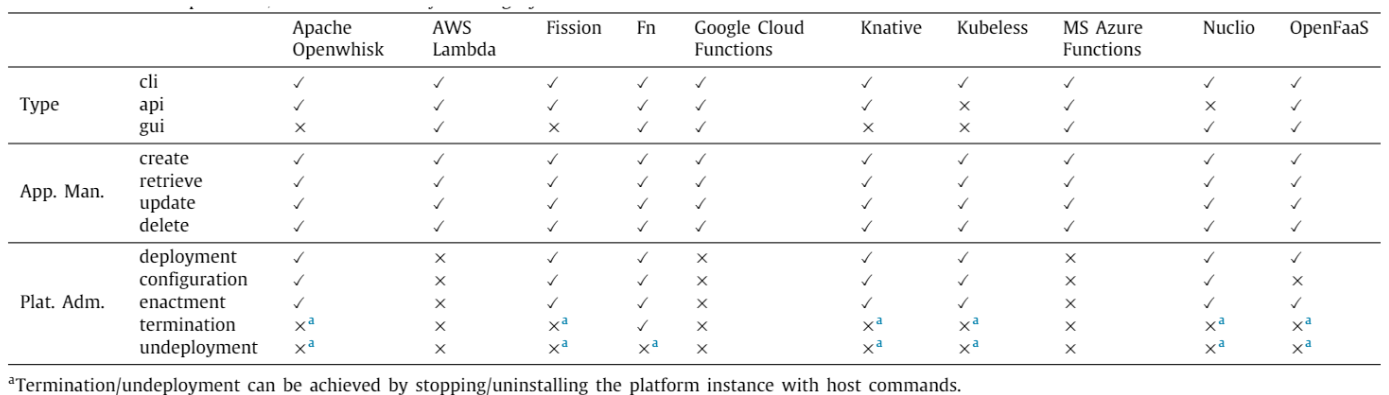 Apache Openwhisk AWS Lambda Fission Fn Google Cloud Functions Knative Kubeless MS Azure Functions Nuclio OpenFaaS
Type
cli ✓ ✓ ✓ ✓ ✓ ✓ ✓ ✓ ✓ ✓
api ✓ ✓ ✓ ✓ ✓ ✓ × ✓ × ✓
gui × ✓ × ✓ ✓ × × ✓ ✓ ✓
App. Man.
create ✓ ✓ ✓ ✓ ✓ ✓ ✓ ✓ ✓ ✓
retrieve ✓ ✓ ✓ ✓ ✓ ✓ ✓ ✓ ✓ ✓
update ✓ ✓ ✓ ✓ ✓ ✓ ✓ ✓ ✓ ✓
delete ✓ ✓ ✓ ✓ ✓ ✓ ✓ ✓ ✓ ✓
Plat. Adm.
deployment ✓ × ✓ ✓ × ✓ ✓ × ✓ ✓
configuration ✓ × ✓ ✓ × ✓ ✓ × ✓ ×
enactment ✓ × ✓ ✓ × ✓ ✓ × ✓ ✓
termination ×a × ×a ✓ × ×a ×a × ×a ×a
undeployment ×a × ×a ×a × ×a ×a × ×a ×a
aTermination/undeployment can be achieved by stopping/uninstalling the platform instance with host commands.